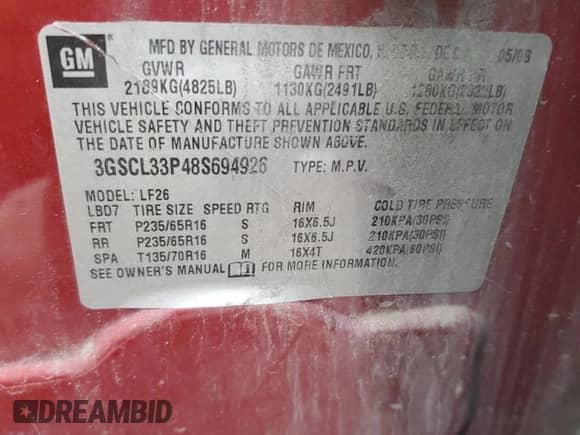 GM
MFD BY GENERAL MOTORS DE MEXICO, DE 05/08
GVWR GAWR FRT GAWR RR
2189KG(4825LB) 1130KG(2491LB)
THIS VEHICLE CONFORMS TO ALL APPLICABLE U.S. FEDERAL MOTOR
VEHICLE SAFETY AND THEFT PREVENTION STANDARDS IN EFFECT ON
THE DATE OF MANUFACTURE SHOWN ABOVE.
3GSCL33P48S694926 TYPE: M.P.V.
MODEL: LF26
LBD7 TIRE SIZE SPEED RTG RIM COLD TIRE PRESSURE
FRT P235/65R16 S 16X6.5J 210KPA(30PSI)
RR P235/65R16 S 16X6.5J 210KPA(30PSI)
SPA T135/70R16 M 16X4T 420KPA(60PSI)
SEE OWNER'S MANUAL FOR MORE INFORMATION.
DREAMBID